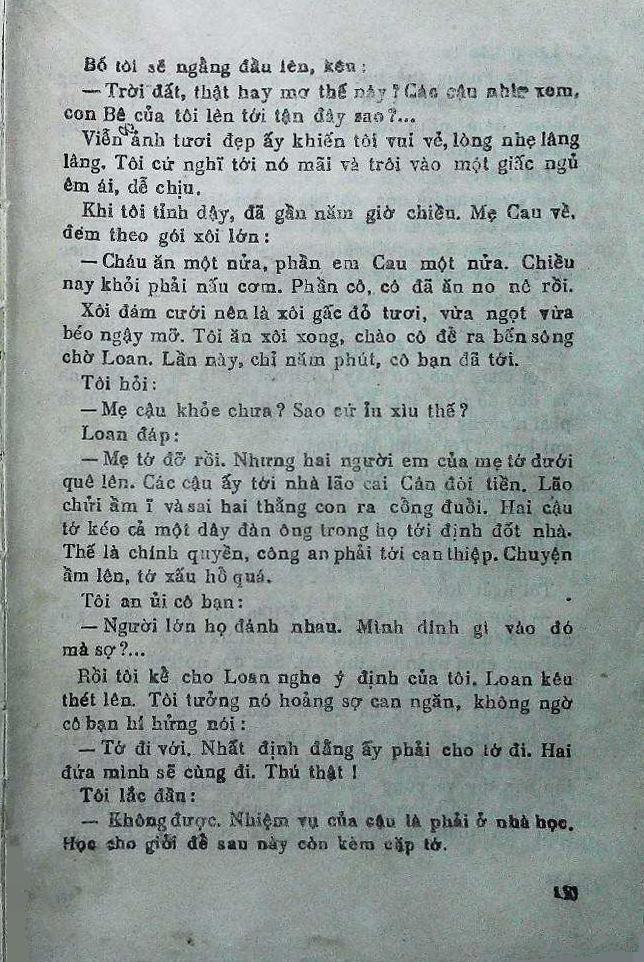 Bố tôi sẽ ngẩng đầu lên, kêu:
— Trời đất, thật hay mơ thế này? Các cậu nhìn xem,
con Bê của tôi lên tới tận đây sao?...
Viễn cảnh tươi đẹp ấy khiến tôi vui vẻ, lòng nhẹ lâng
lâng. Tôi cứ nghĩ tới nó mãi và trôi vào một giấc ngủ
êm ái, dễ chịu.
Khi tôi tỉnh dậy, đã gần năm giờ chiều. Mẹ Cau về,
đem theo gói xôi lớn:
— Cháu ăn một nửa, phần em Cau một nửa. Chiều
nay khỏi phải nấu cơm. Phần cô, cô đã ăn no nê rồi.
Xôi đám cưới nên là xôi gấc đỏ tươi, vừa ngọt vừa
béo ngậy mỡ. Tôi ăn xôi xong, chào cô để ra bến sông
chờ Loan. Lần này, chỉ năm phút, cô bạn đã tới.
Tôi hỏi:
— Mẹ cậu khỏe chưa? Sao cứ ỉu xìu thế?
Loan đáp:
— Mẹ tớ đỡ rồi. Nhưng hai người em của mẹ tớ dưới
quê lên. Các cậu ấy tới nhà lão cai Cán đòi tiền. Lão
chửi ầm ĩ và sai hai thằng con ra cổng đuổi. Hai cậu
tớ kéo cả một dây đàn ông trong họ tới định đốt nhà.
Thế là chính quyền, công an phải tới can thiệp. Chuyện
ầm lên, tớ xấu hổ quá.
Tôi an ủi cô bạn:
— Người lớn họ đánh nhau. Mình dính gì vào đó
mà sợ?...
Rồi tôi kể cho Loan nghe ý định của tôi. Loan kêu
thét lên. Tôi tưởng nó hoảng sợ can ngăn, không ngờ
cô bạn hí hửng nói:
— Tớ đi với. Nhất định đằng ấy phải cho tớ đi. Hai
đứa mình sẽ cùng đi. Thú thật!
Tôi lắc đầu:
— Không được. Nhiệm vụ của cậu là phải ở nhà học.
Học cho giỏi để sau này còn kèm cặp tớ.